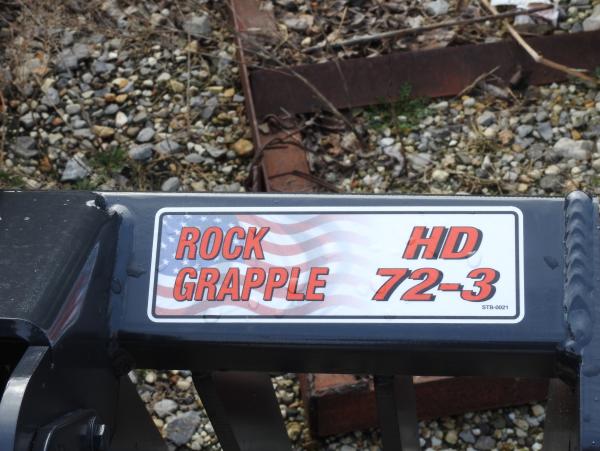 ROCK
GRAPPLE
HD
72-3
STB-0021